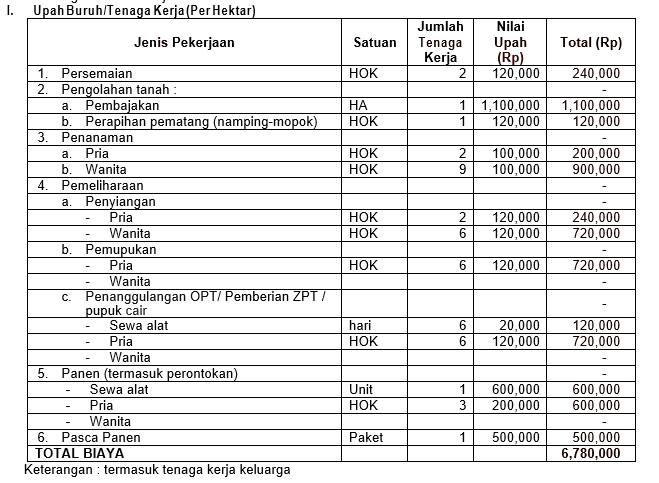 I. Upah Buruh/Tenaga Kerja (Per Hektar)
Jenis Pekerjaan Satuan Jumlah Tenaga Kerja Nilai Upah (Rp) Total (Rp)
1. Persemaian HOK 2 120,000 240,000
2. Pengolahan tanah : -
a. Pembajakan HA 1 1,100,000 1,100,000
b. Perapihan pematang (namping-mopok) HOK 1 120,000 120,000
3. Penanaman -
a. Pria HOK 2 100,000 200,000
b. Wanita HOK 9 100,000 900,000
4. Pemeliharaan -
a. Penyiangan -
- Pria HOK 2 120,000 240,000
- Wanita HOK 6 120,000 720,000
b. Pemupukan -
- Pria HOK 6 120,000 720,000
- Wanita -
c. Penanggulangan OPT/ Pemberian ZPT /
pupuk cair -
- Sewa alat hari 6 20,000 120,000
- Pria HOK 6 120,000 720,000
- Wanita -
5. Panen (termasuk perontokan) -
- Sewa alat Unit 1 600,000 600,000
- Pria HOK 3 200,000 600,000
- Wanita -
6. Pasca Panen Paket 1 500,000 500,000
TOTAL BIAYA 6,780,000
Keterangan : termasuk tenaga kerja keluarga